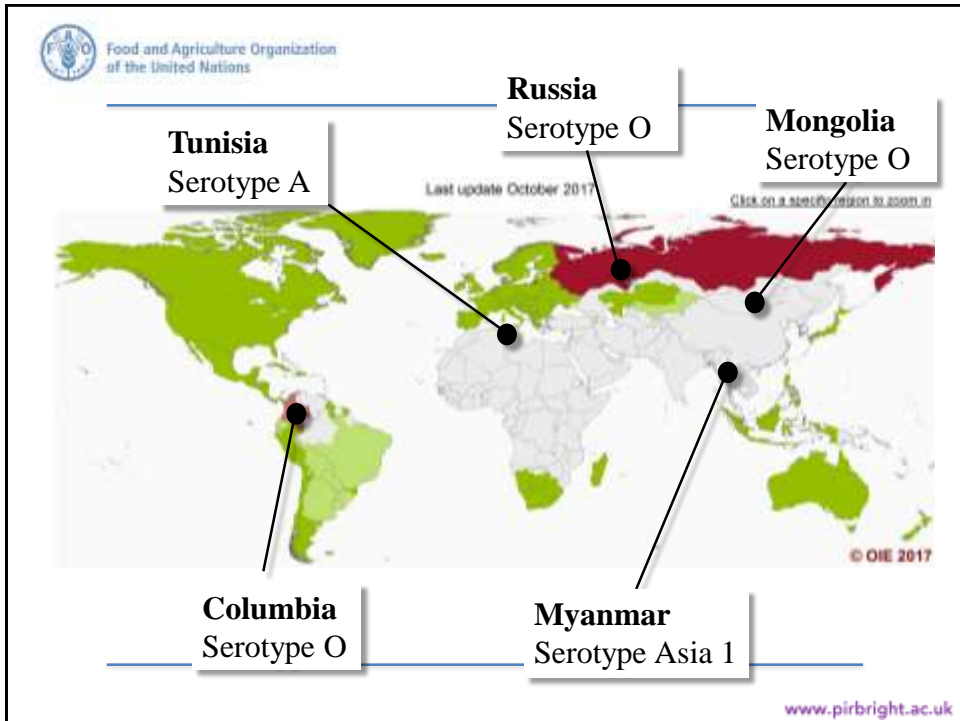 Food and Agriculture Organization
of the United Nations
Russia
Serotype O
Mongolia
Serotype O
Tunisia
Serotype A
Last update October 2017
Click on a specific region to zoom in
© OIE 2017
Columbia
Serotype O
Myanmar
Serotype Asia 1
www.pirbright.ac.uk